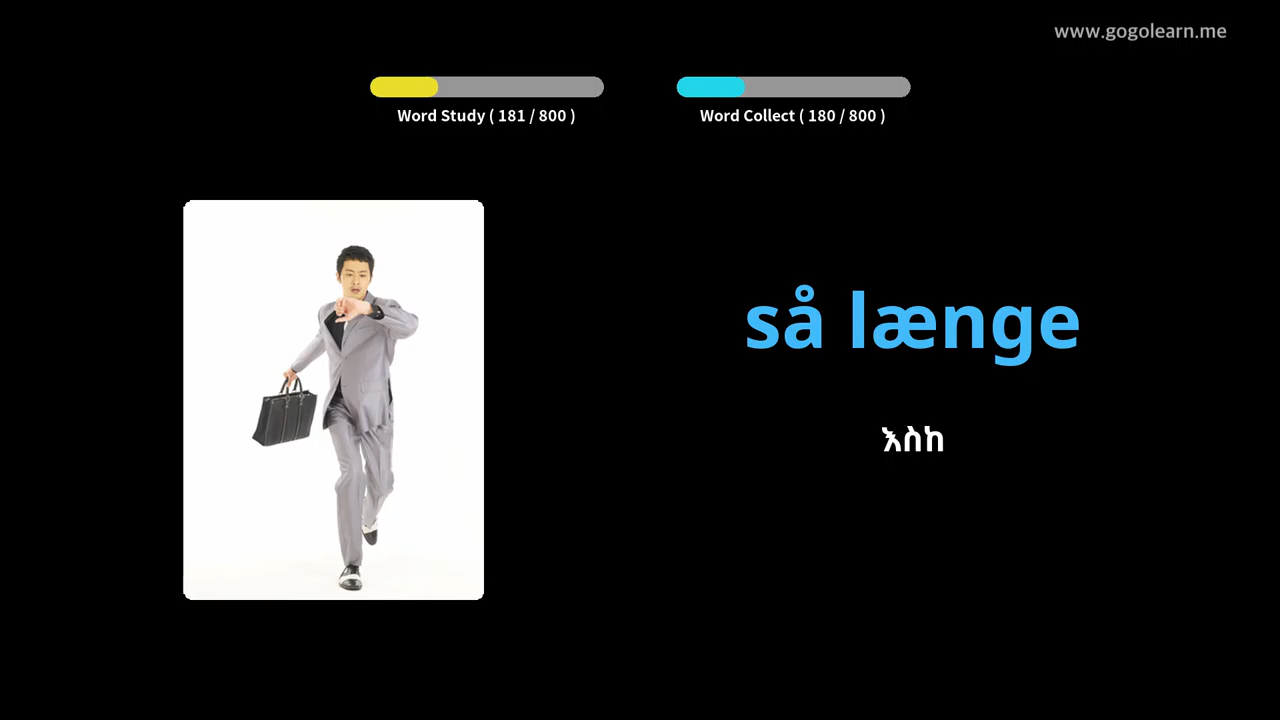 www.gogolearn.me
Word Study ( 181 / 800 )
Word Collect ( 180 / 800 )
så længe
እስከ